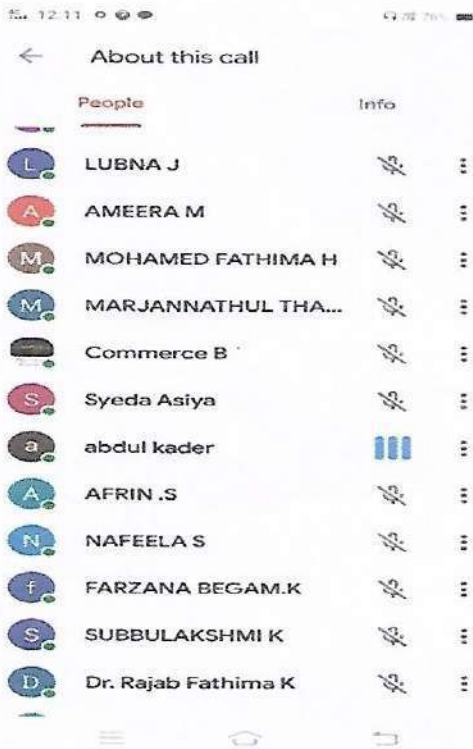 12:11 76%
About this call
People Info
L LUBNA J
A AMEERA M
M MOHAMED FATHIMA H
M MARJANNATHUL THA...
Commerce B
S Syeda Asiya
a abdul kader
A AFRIN .S
N NAFEELA S
f FARZANA BEGAM.K
S SUBBULAKSHMI K
D Dr. Rajab Fathima K